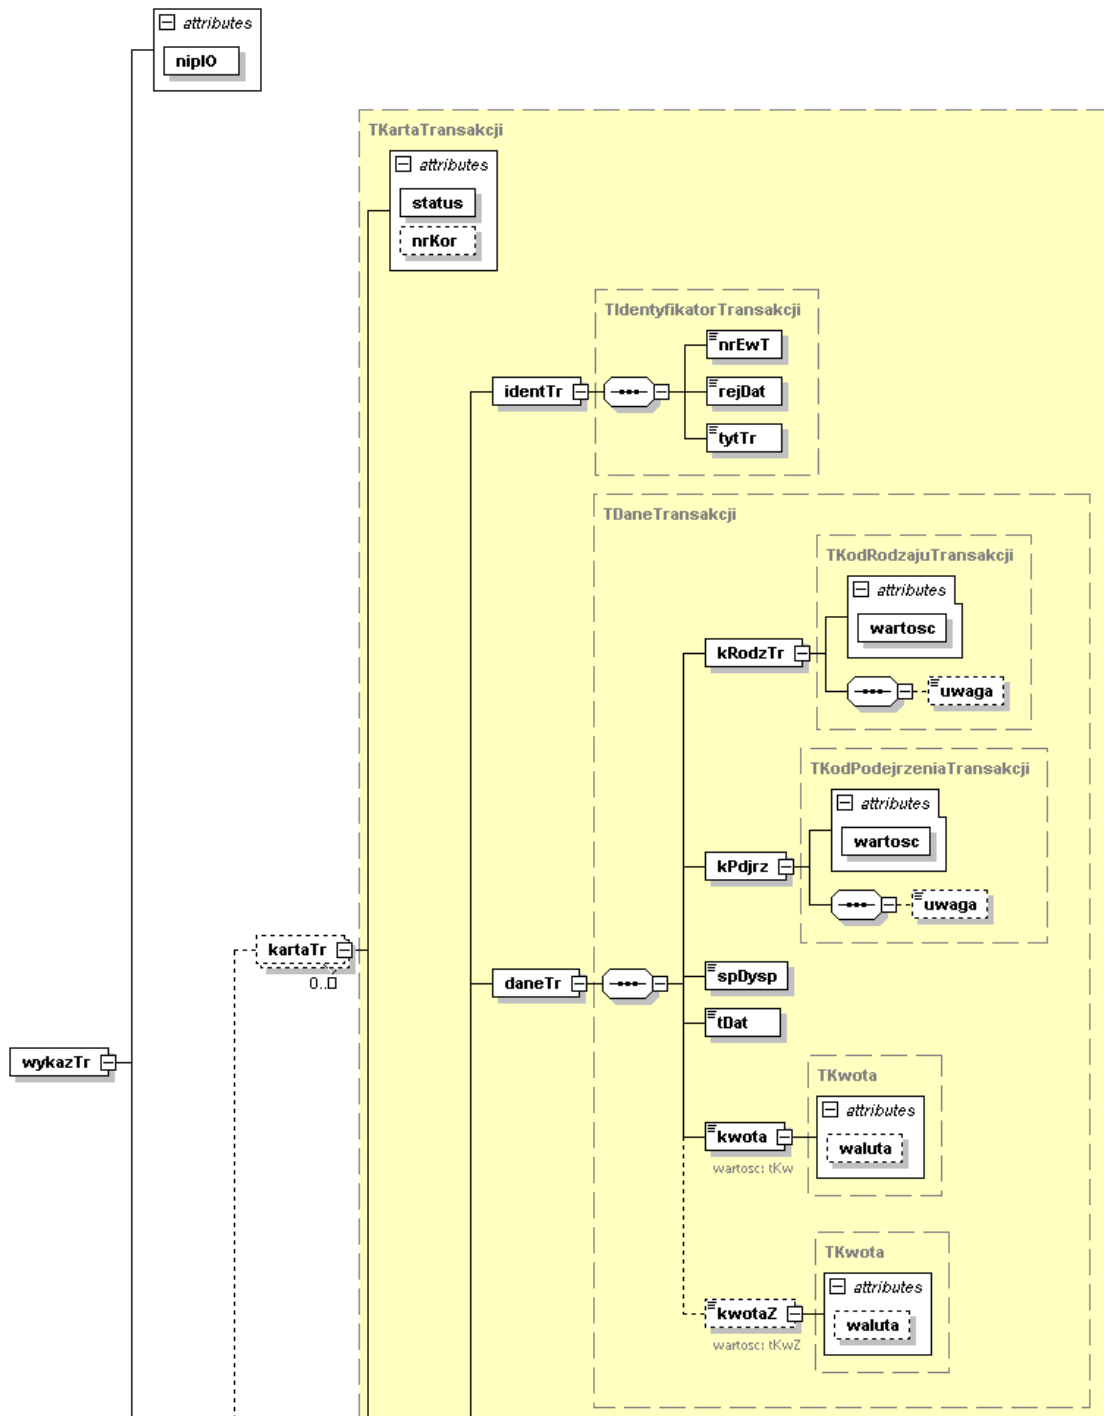 attributes
nipIO
TKartaTransakcji
attributes
status
nrKor
TIdentyfikatorTransakcji
nrEwT
identTr
rejDat
tytTr
TDaneTransakcji
TKodRodzajuTransakcji
attributes
wartosc
kRodzTr
uwaga
TKodPodejrzeniaTransakcji
attributes
wartosc
kPdjrz
uwaga
kartaTr
0..
daneTr
spDysp
tDat
wykazTr
TKwota
attributes
kwota
waluta
wartosc: tKw
TKwota
attributes
kwotaZ
waluta
wartosc: tKwZ